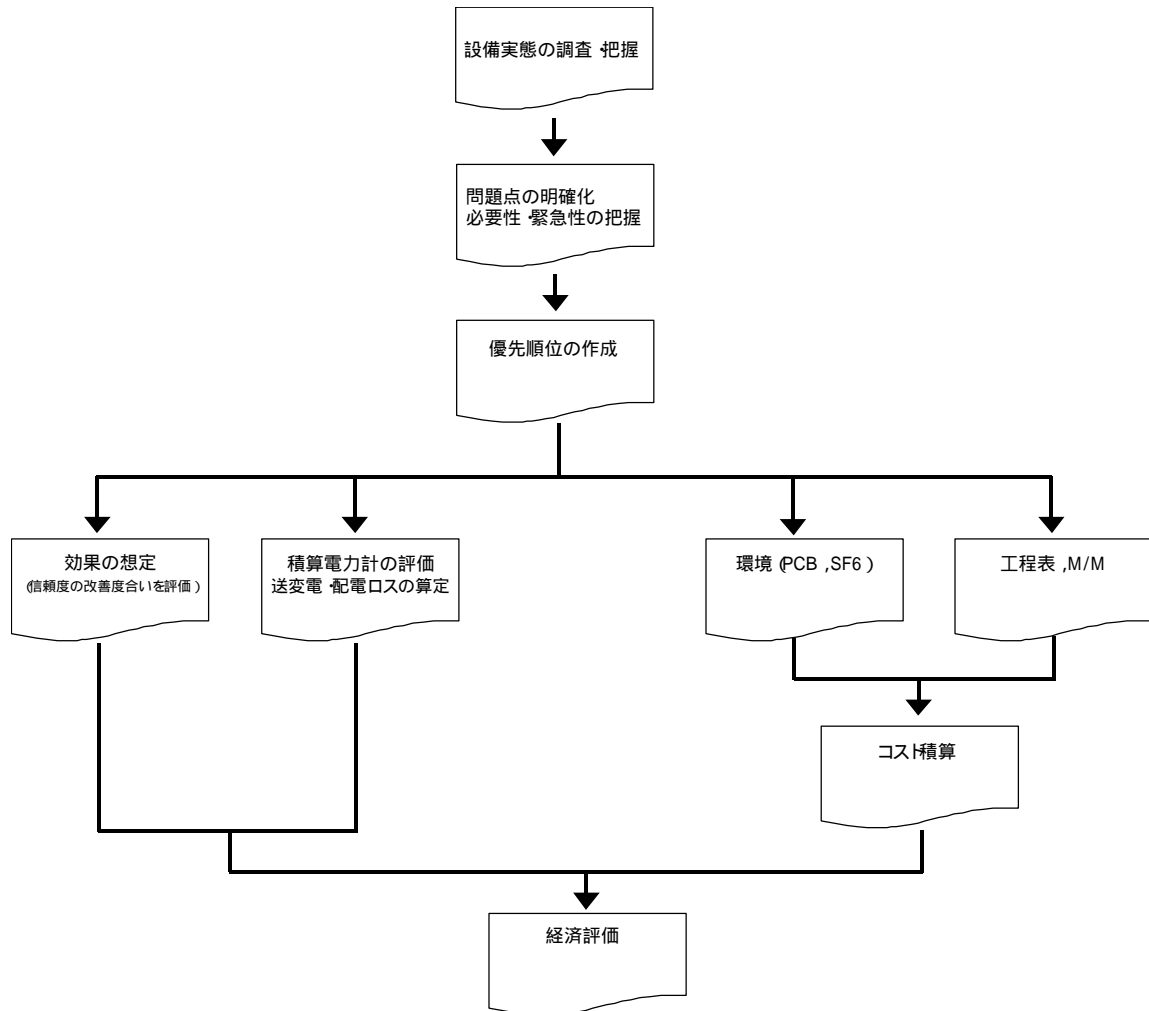 設備実態の調査・把握
問題点の明確化
必要性・緊急性の把握
優先順位の作成
効果の想定
(信頼度の改善度合いを評価)
積算電力計の評価
送変電・配電ロスの算定
環境(PCB,SF6)
工程表,M/M
コスト積算
経済評価